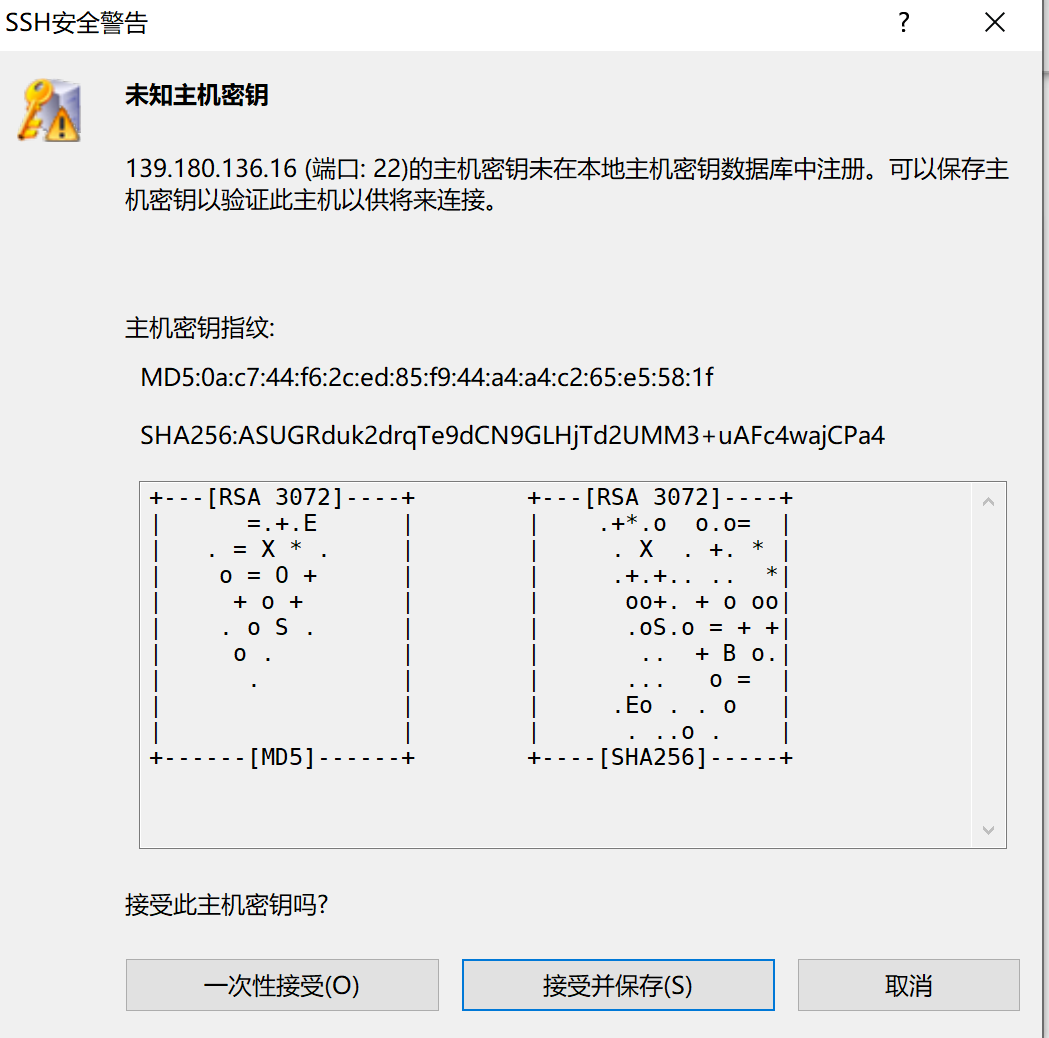 SSH安全警告
未知主机密钥
139.180.136.16 (端口: 22)的主机密钥未在本地主机密钥数据库中注册。可以保存主
机密钥以验证此主机以供将来连接。
主机密钥指纹:
MD5:0a:c7:44:f6:2c:ed:85:f9:44:a4:a4:c2:65:e5:58:1f
SHA256:ASUGRduk2drqTe9dCN9GLHjTd2UMM3+uAFc4wajCPa4
+---[RSA 3072]----+        +---[RSA 3072]----+
|      =.+.E      |        |    .+*.o  o.o=  |
|   . = X * .     |        |     . X  . +. * |
|    o = O +      |        |     .+.+.. ..  *|
|     + o +       |        |      oo+. + o oo|
|    . o S .      |        |      .oS.o = + +|
|     o .         |        |       ..  + B o.|
|      .          |        |      ...   o =  |
|                 |        |     .Eo . . o   |
|                 |        |      . ..o .    |
+------[MD5]------+        +----[SHA256]-----+
接受此主机密钥吗?
一次性接受(O) 接受并保存(S) 取消